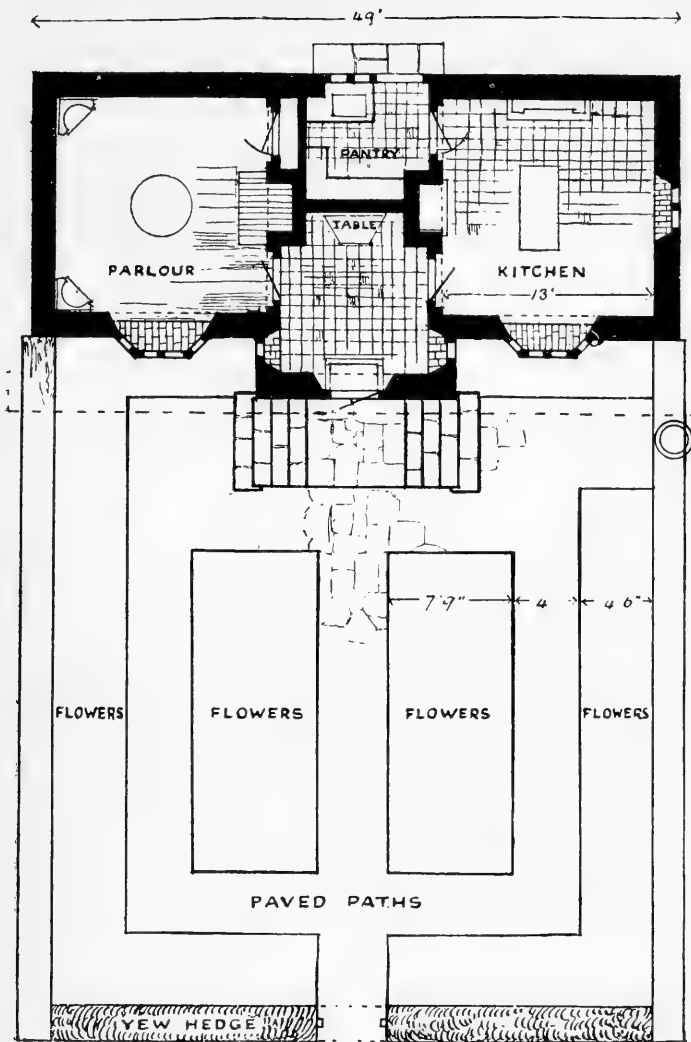 49'
PANTRY
TABLE
PARLOUR
KITCHEN
13'
7'9" 4 4 6"
FLOWERS FLOWERS FLOWERS FLOWERS
PAVED PATHS
YEW HEDGE